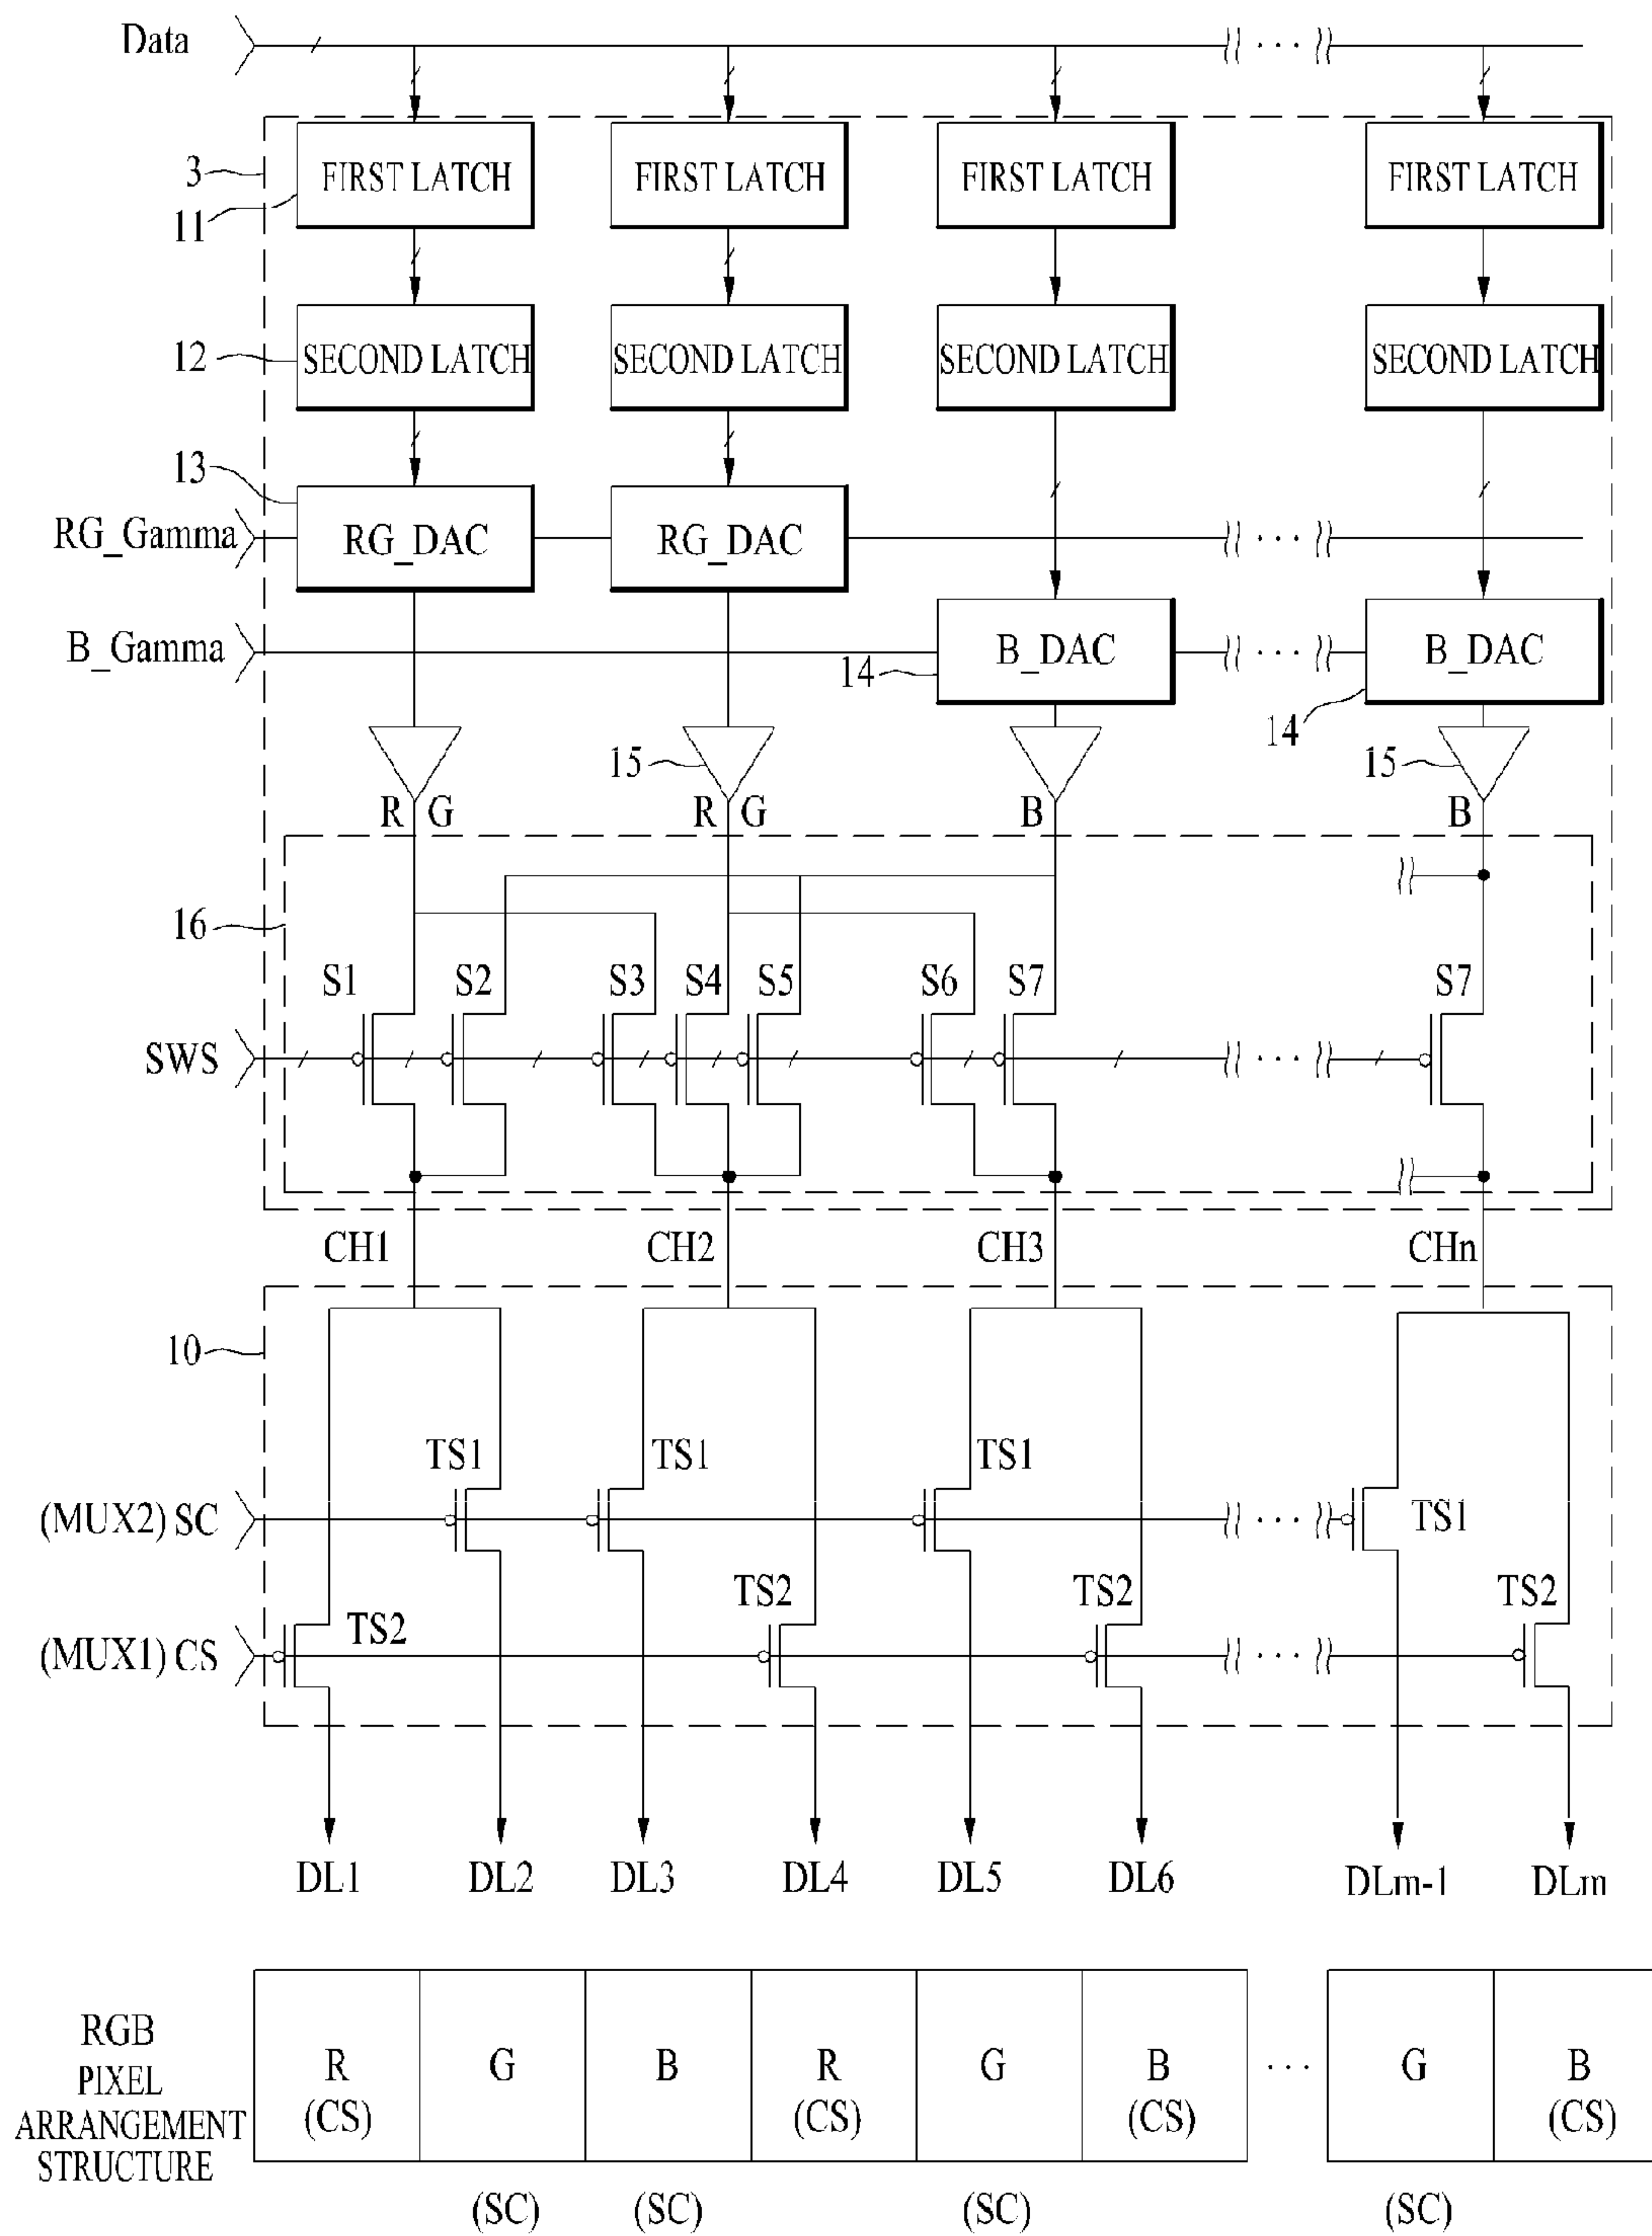 Data
3
FIRST LATCH FIRST LATCH FIRST LATCH FIRST LATCH
11
12
SECOND LATCH SECOND LATCH SECOND LATCH SECOND LATCH
13
RG_Gamma
RG_DAC RG_DAC
· · ·
B_Gamma
B_DAC B_DAC
14
14
15 15
R G R G B B
16
S1 S2 S3 S4 S5 S6 S7 S7
SWS
CH1 CH2 CH3 CHn
10
TS1 TS1 TS1
(MUX2) SC
TS1
TS2 TS2 TS2
(MUX1) CS
TS2
DL1 DL2 DL3 DL4 DL5 DL6 DLm-1 DLm
RGB
PIXEL
ARRANGEMENT
STRUCTURE
R G B R G B · · · G B
(CS) (CS) (CS) (CS)
(SC) (SC) (SC) (SC)